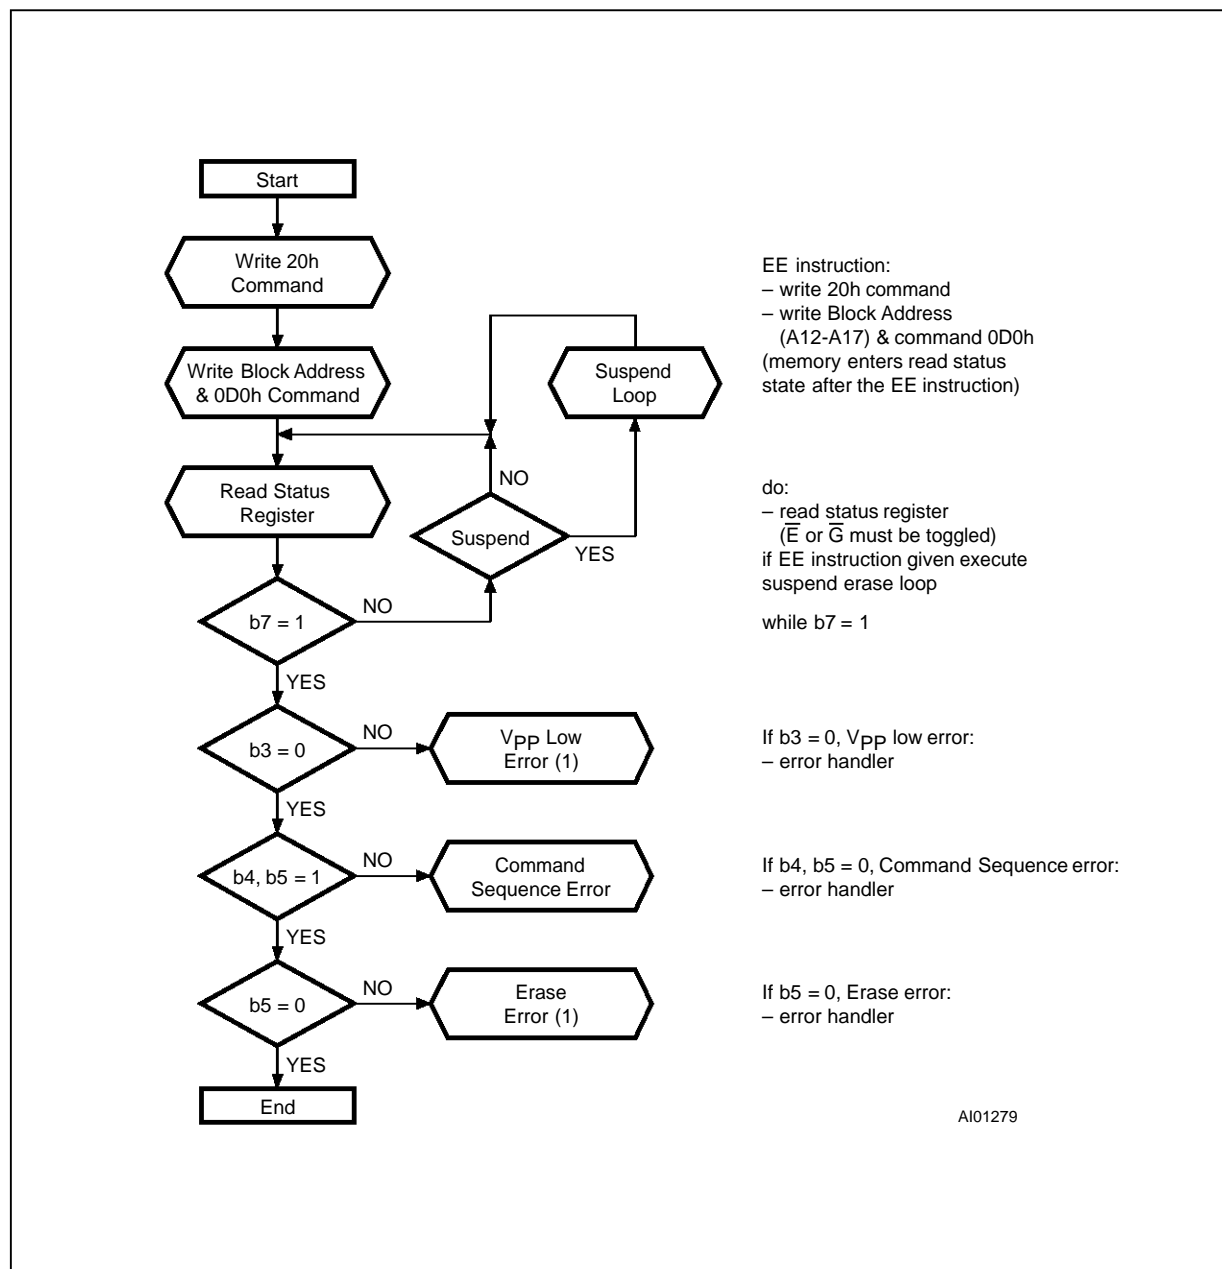 Start
Write 20h
Command
Write Block Address
& 0D0h Command
Read Status
Register
Suspend
Loop
Suspend
NO
YES
b7 = 1
NO
YES
b3 = 0
NO
YES
VPP Low
Error (1)
b4, b5 = 1
NO
YES
Command
Sequence Error
b5 = 0
NO
YES
Erase
Error (1)
End
EE instruction:
– write 20h command
– write Block Address
(A12-A17) & command 0D0h
(memory enters read status
state after the EE instruction)
do:
– read status register
(E̅ or G̅ must be toggled)
if EE instruction given execute
suspend erase loop
while b7 = 1
If b3 = 0, VPP low error:
– error handler
If b4, b5 = 0, Command Sequence error:
– error handler
If b5 = 0, Erase error:
– error handler
AI01279